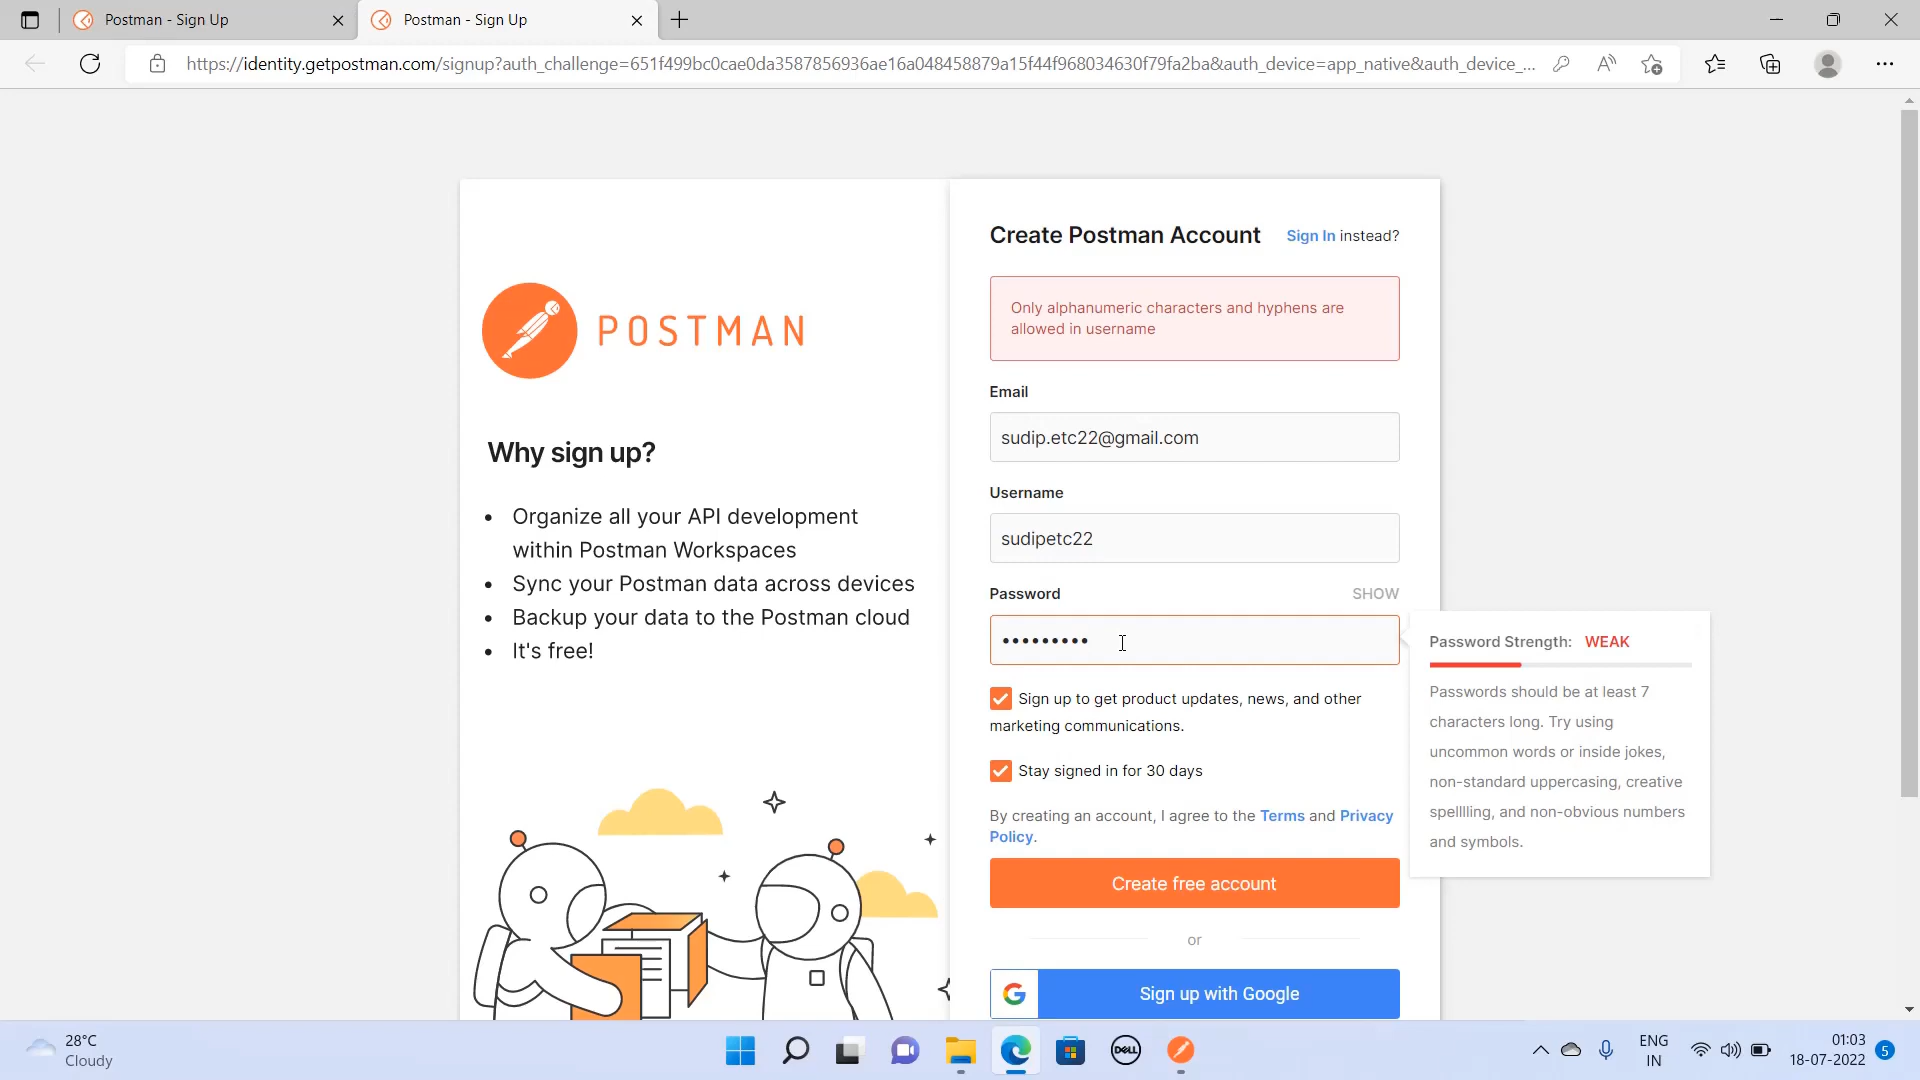 Postman - Sign Up
Postman - Sign Up
https://identity.getpostman.com/signup?auth_challenge=651f499bc0cae0da3587856936ae16a048458879a15f44f968034630f79fa2ba&auth_device=app_native&auth_device_...
POSTMAN
Why sign up?
• Organize all your API development
within Postman Workspaces
• Sync your Postman data across devices
• Backup your data to the Postman cloud
• It's free!
Create Postman Account
Sign In instead?
Only alphanumeric characters and hyphens are
allowed in username
Email
sudip.etc22@gmail.com
Username
sudipetc22
Password
SHOW
•••••••••
Sign up to get product updates, news, and other
marketing communications.
Stay signed in for 30 days
By creating an account, I agree to the Terms and Privacy
Policy.
Create free account
or
G
Sign up with Google
Password Strength: WEAK
Passwords should be at least 7
characters long. Try using
uncommon words or inside jokes,
non-standard uppercasing, creative
spelllling, and non-obvious numbers
and symbols.
28°C
Cloudy
DELL
ENG
IN
01:03
18-07-2022
5